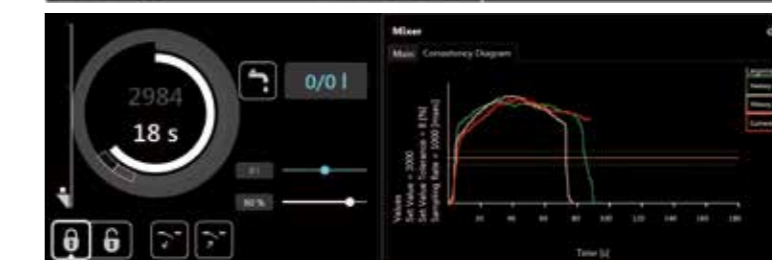 2984
18 s
0/0 l
80 %
Mixer
Main Consistency Diagram
Values
Set Value = 3000
Set Value Tolerance = 8 [%]
Sampling Rate = 1000 [msec]
20 40 60 80 100 120 140 160 180
Time [s]